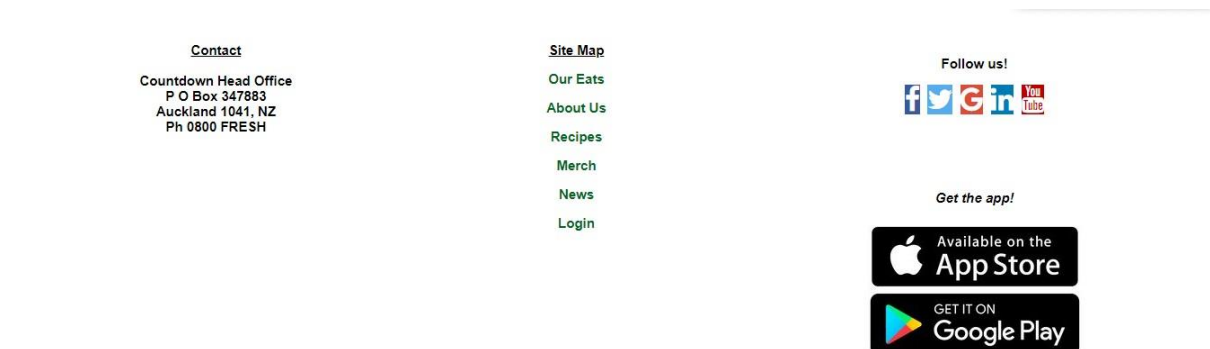 Contact
Countdown Head Office
P O Box 347883
Auckland 1041, NZ
Ph 0800 FRESH
Site Map
Our Eats
About Us
Recipes
Merch
News
Login
Follow us!
f G in You
Tube
Get the app!
Available on the
App Store
GET IT ON
Google Play